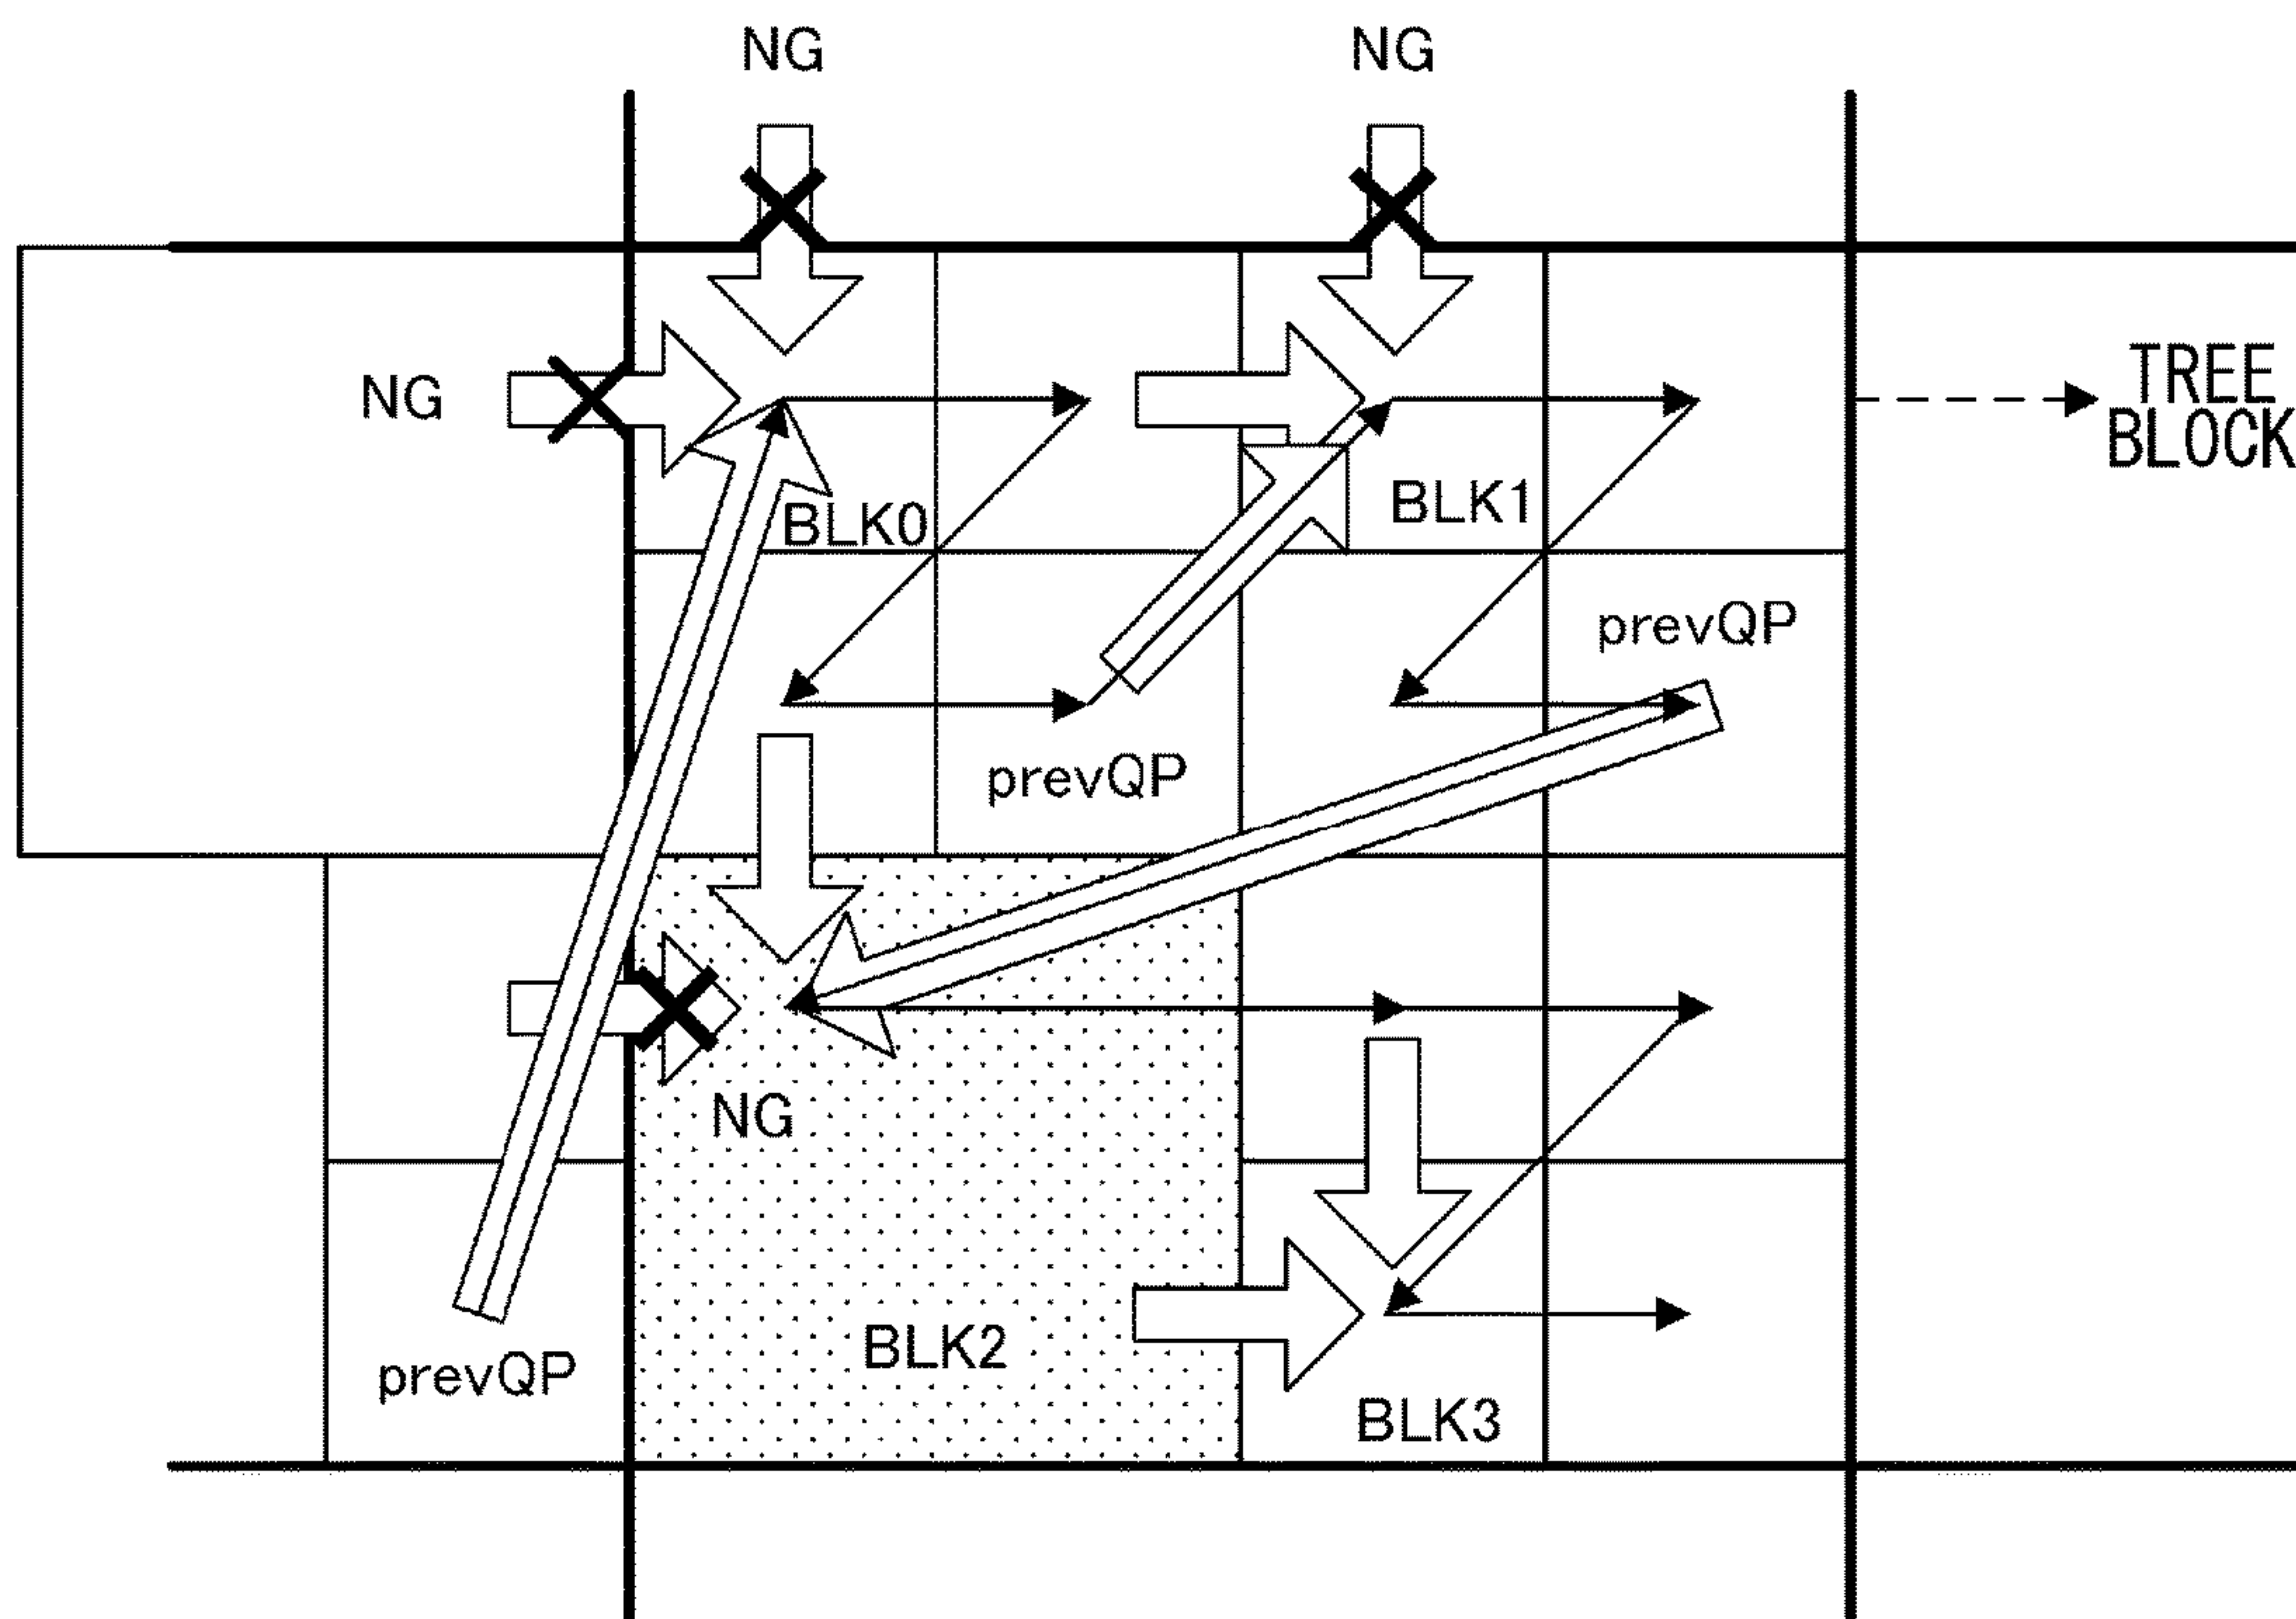 NG
NG
NG
TREE
BLOCK
BLK0
BLK1
prevQP
prevQP
NG
BLK2
prevQP
BLK3